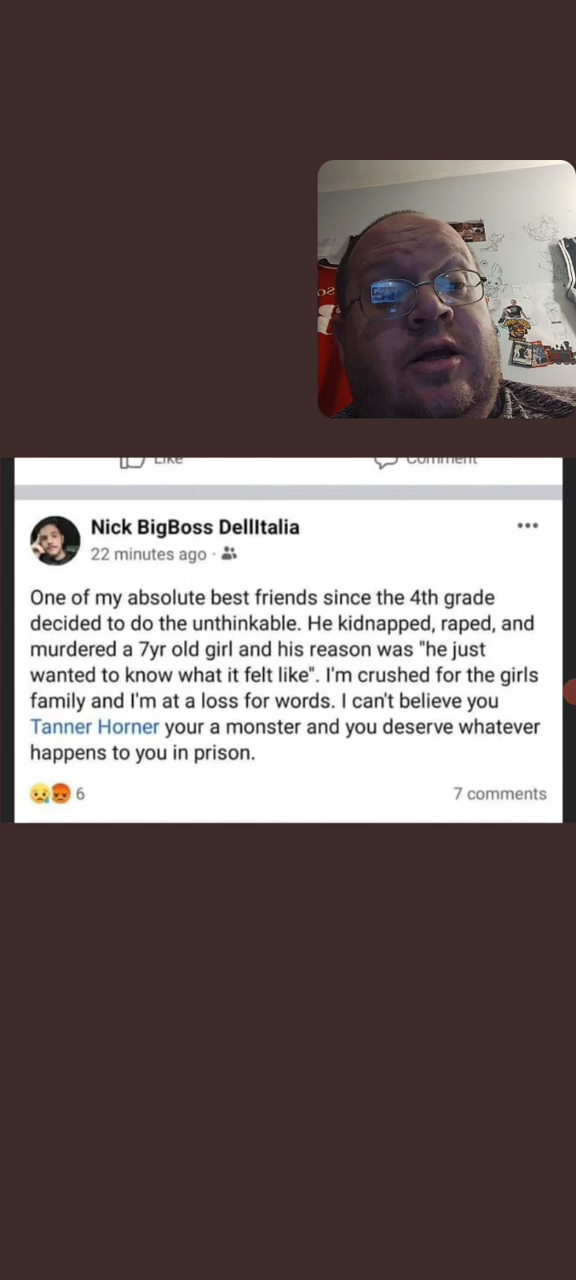 Like Comment
Nick BigBoss DellItalia
22 minutes ago ·
One of my absolute best friends since the 4th grade
decided to do the unthinkable. He kidnapped, raped, and
murdered a 7yr old girl and his reason was "he just
wanted to know what it felt like". I'm crushed for the girls
family and I'm at a loss for words. I can't believe you
Tanner Horner your a monster and you deserve whatever
happens to you in prison.
6 7 comments